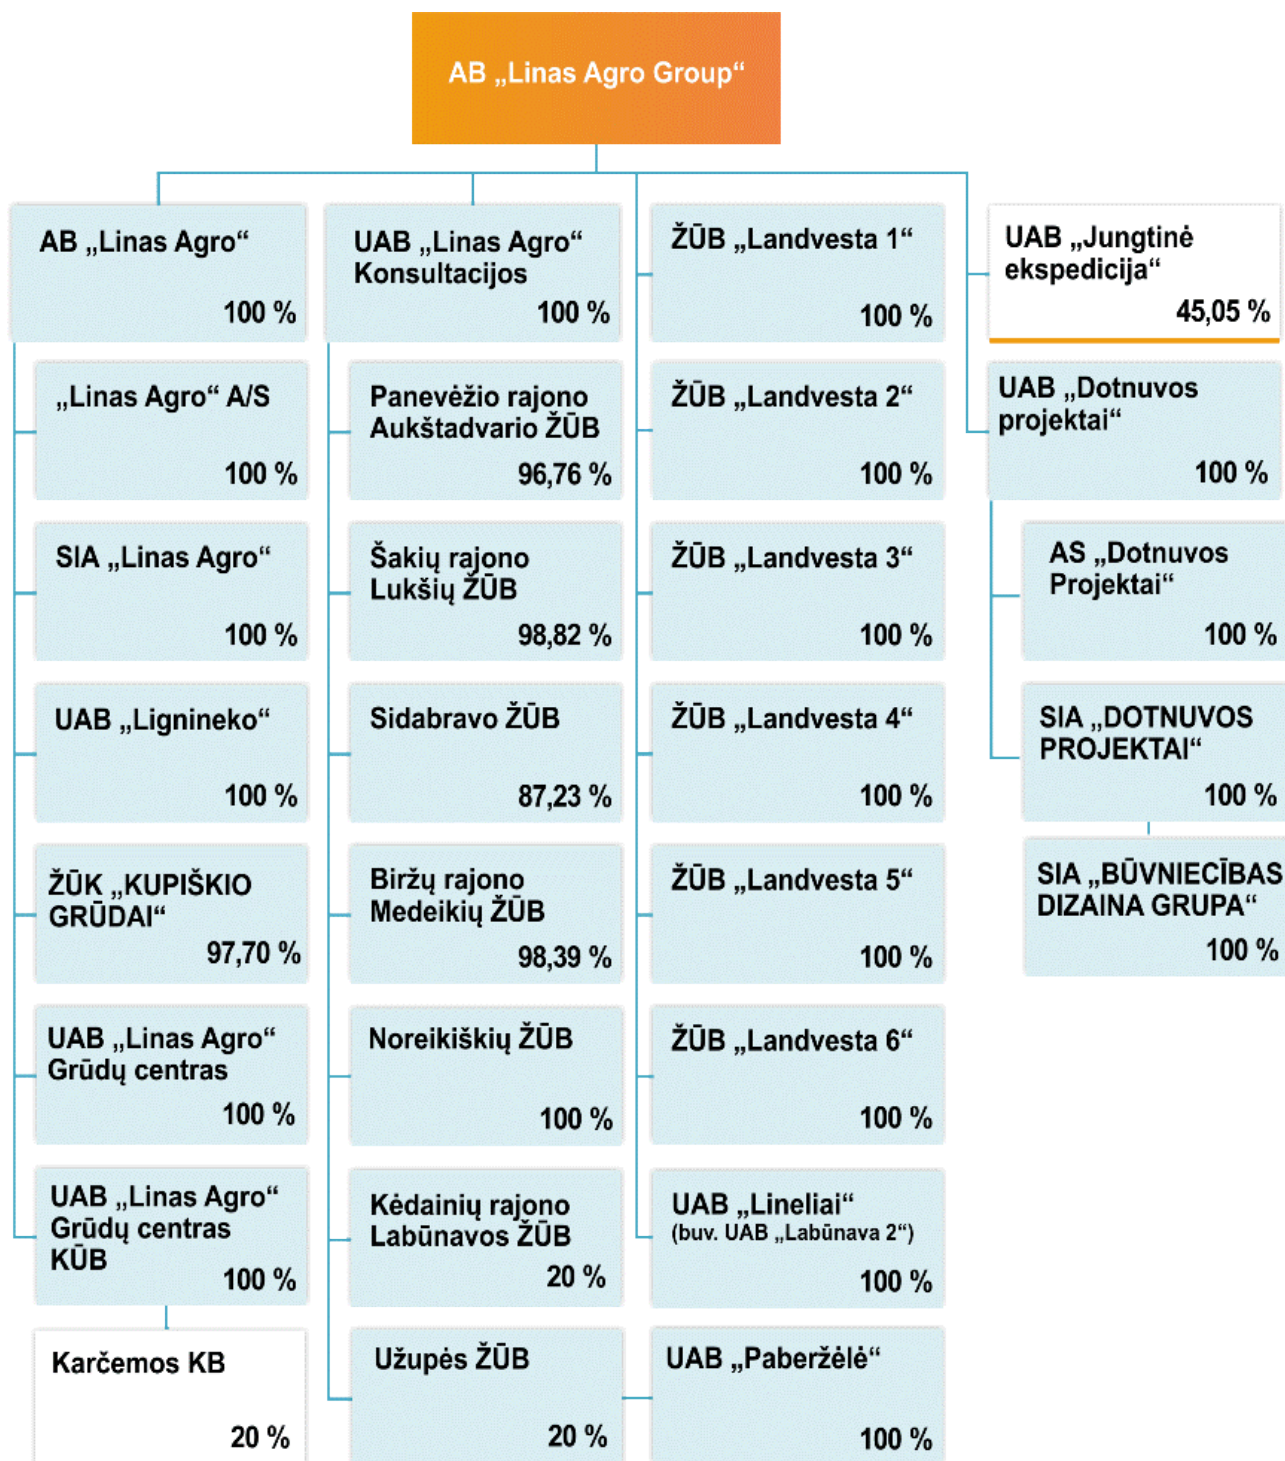 AB „Linas Agro Group“
AB „Linas Agro“
100 %
„Linas Agro“ A/S
100 %
SIA „Linas Agro“
100 %
UAB „Lignineko“
100 %
ŽŪK „KUPIŠKIO
GRŪDAI“
97,70 %
UAB „Linas Agro“
Grūdų centras
100 %
UAB „Linas Agro“
Grūdų centras
KŪB
100 %
Karčemos KB
20 %
UAB „Linas Agro“
Konsultacijos
100 %
Panevėžio rajono
Aukštadvario ŽŪB
96,76 %
Šakių rajono
Lukšių ŽŪB
98,82 %
Sidabravo ŽŪB
87,23 %
Biržų rajono
Medeikių ŽŪB
98,39 %
Noreikiškių ŽŪB
100 %
Kėdainių rajono
Labūnavos ŽŪB
20 %
Užupės ŽŪB
20 %
ŽŪB „Landvesta 1“
100 %
ŽŪB „Landvesta 2“
100 %
ŽŪB „Landvesta 3“
100 %
ŽŪB „Landvesta 4“
100 %
ŽŪB „Landvesta 5“
100 %
ŽŪB „Landvesta 6“
100 %
UAB „Lineliai“
(buv. UAB „Labūnava 2“)
100 %
UAB „Paberžėlė“
100 %
UAB „Jungtinė
ekspedicija“
45,05 %
UAB „Dotnuvos
projektai“
100 %
AS „Dotnuvos
Projektai“
100 %
SIA „DOTNUVOS
PROJEKTAI“
100 %
SIA „BŪVNIECĪBAS
DIZAINA GRUPA“
100 %